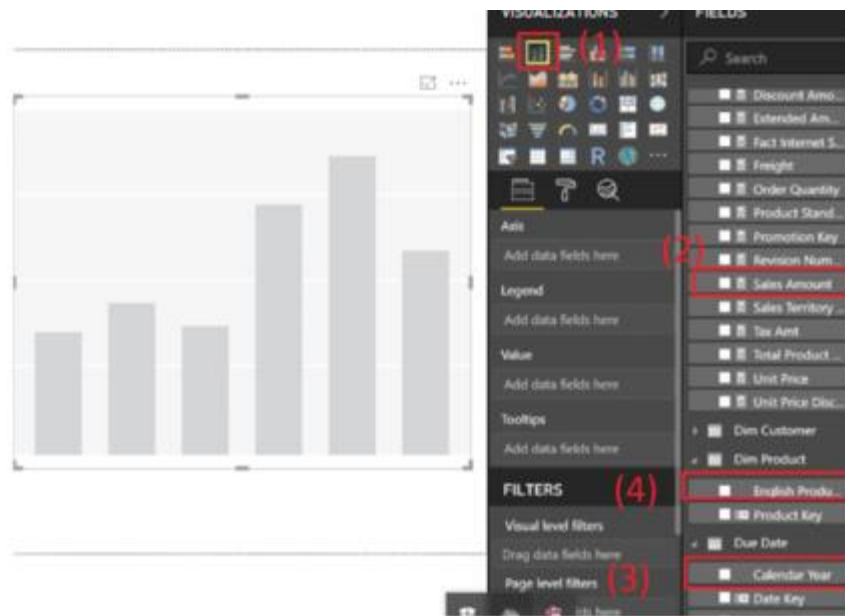 VISUALIZATIONS
FIELDS
(1)
Search
Discount Amo...
Extended Am...
Fact Internet S...
Freight
R
Order Quantity
Product Stand...
Axis
Promotion Key
(2)
Add data fields here
Revision Num...
Legend
Sales Amount
Add data fields here
Sales Territory ...
Tax Amt
Value
Total Product ...
Add data fields here
Unit Price
Unit Price Disc...
Tooltips
Dim Customer
Add data fields here
Dim Product
FILTERS
(4)
English Produ...
Visual level filters
Product Key
Drag data fields here
Due Date
Page level filters
(3)
Calendar Year
Date Key